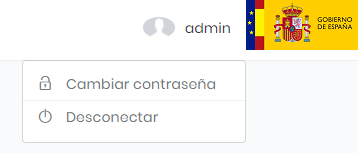 admin
GOBIERNO
DE ESPAÑA
Cambiar contraseña
Desconectar